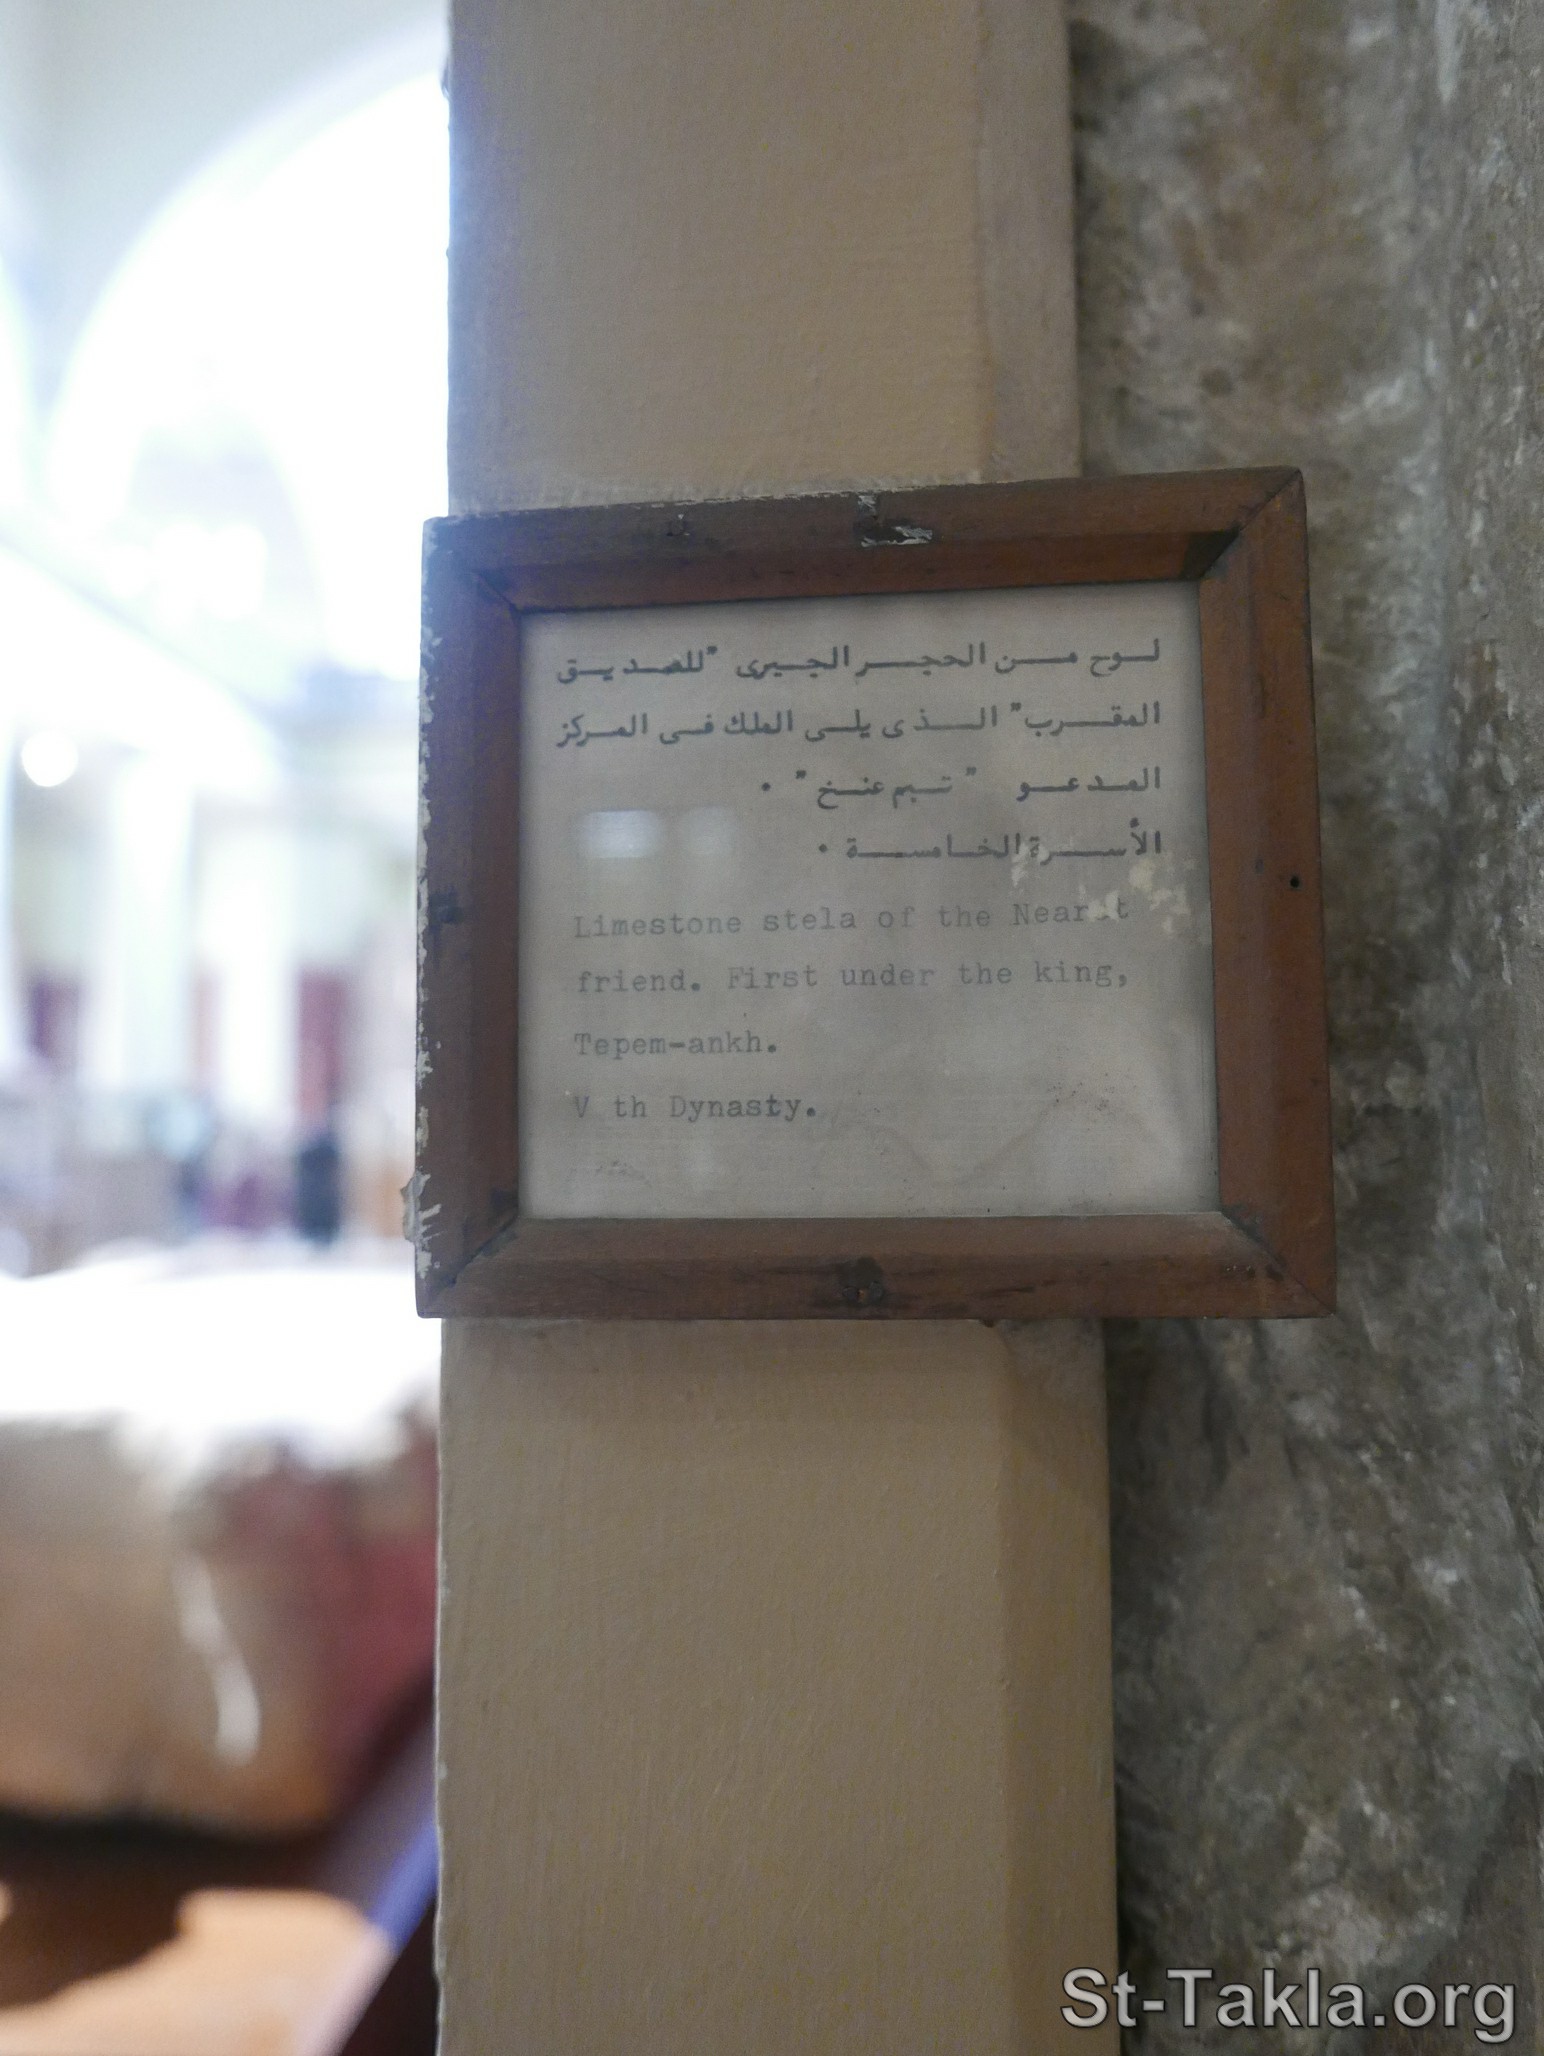 لوح من الحجر الجيرى "للصديق
المقرب" الذى يلى الملك فى المركز
المدعو " تبم عنخ " .
الأسرة الخامسة .
Limestone stela of the Nearst
friend. First under the king,
Tepem-ankh.
V th Dynasty.
St-Takla.org